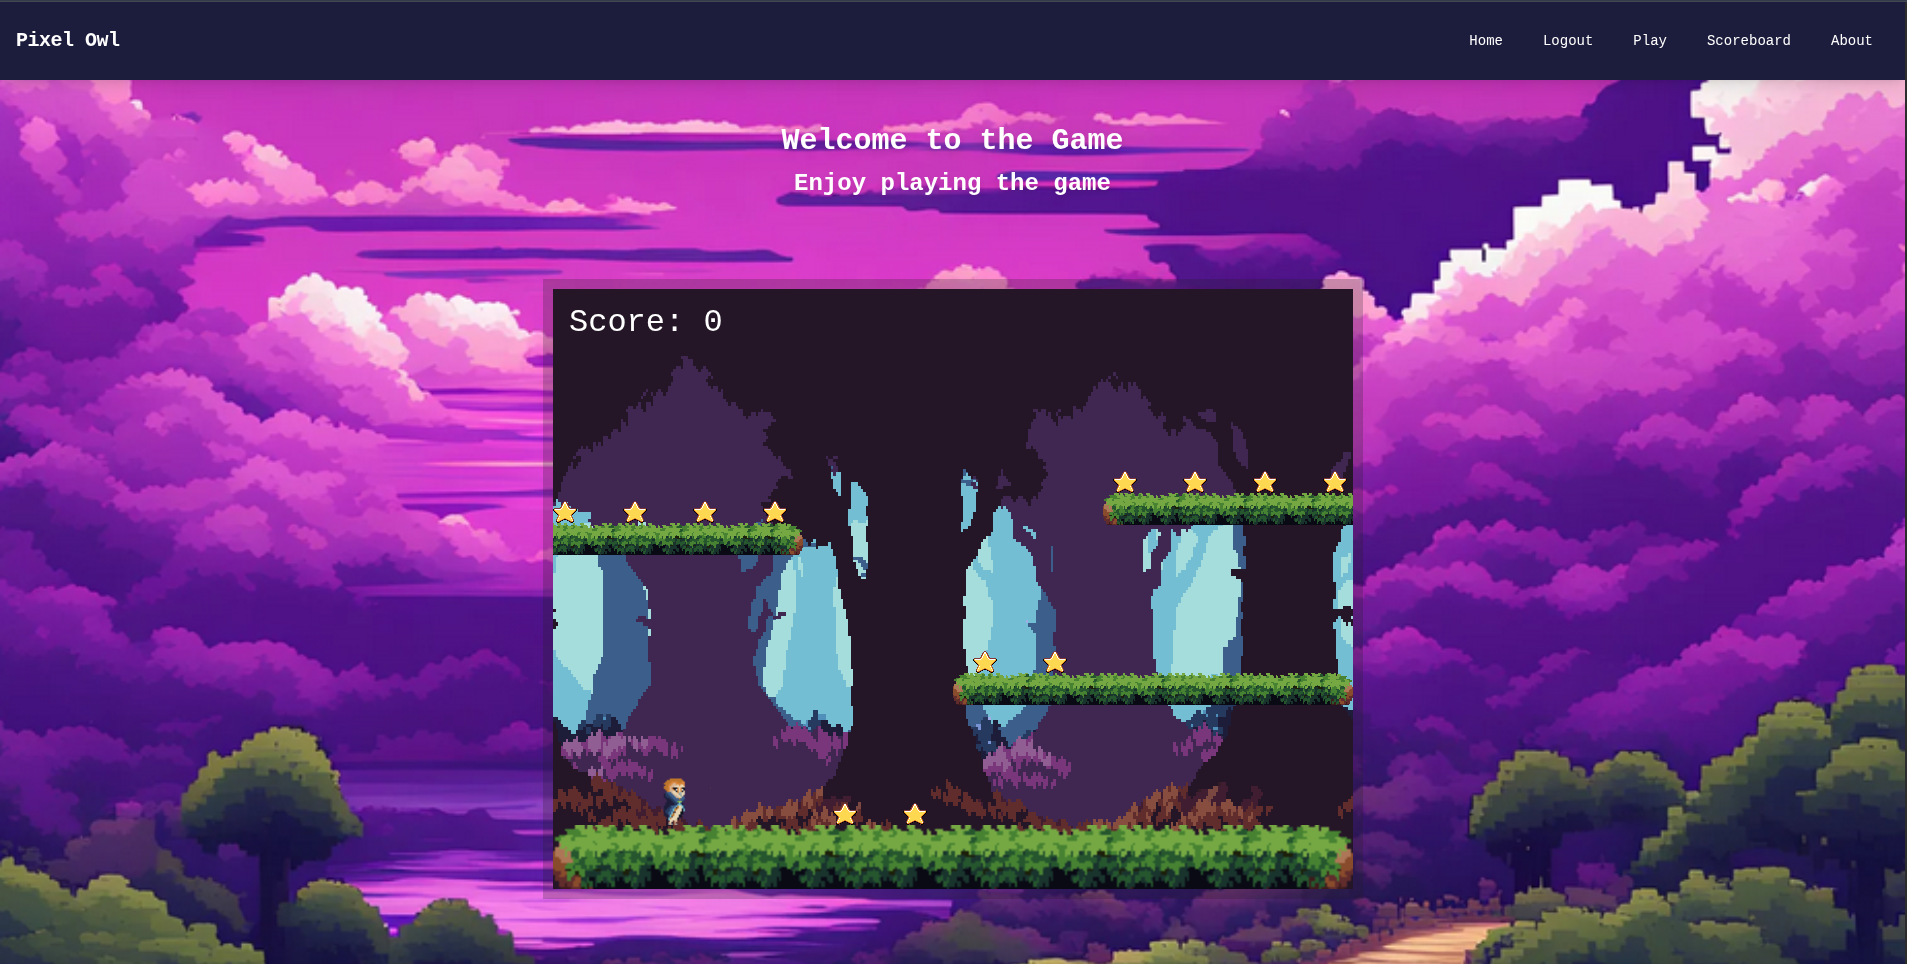 Pixel Owl
Home Logout Play Scoreboard About
Welcome to the Game
Enjoy playing the game
Score: 0